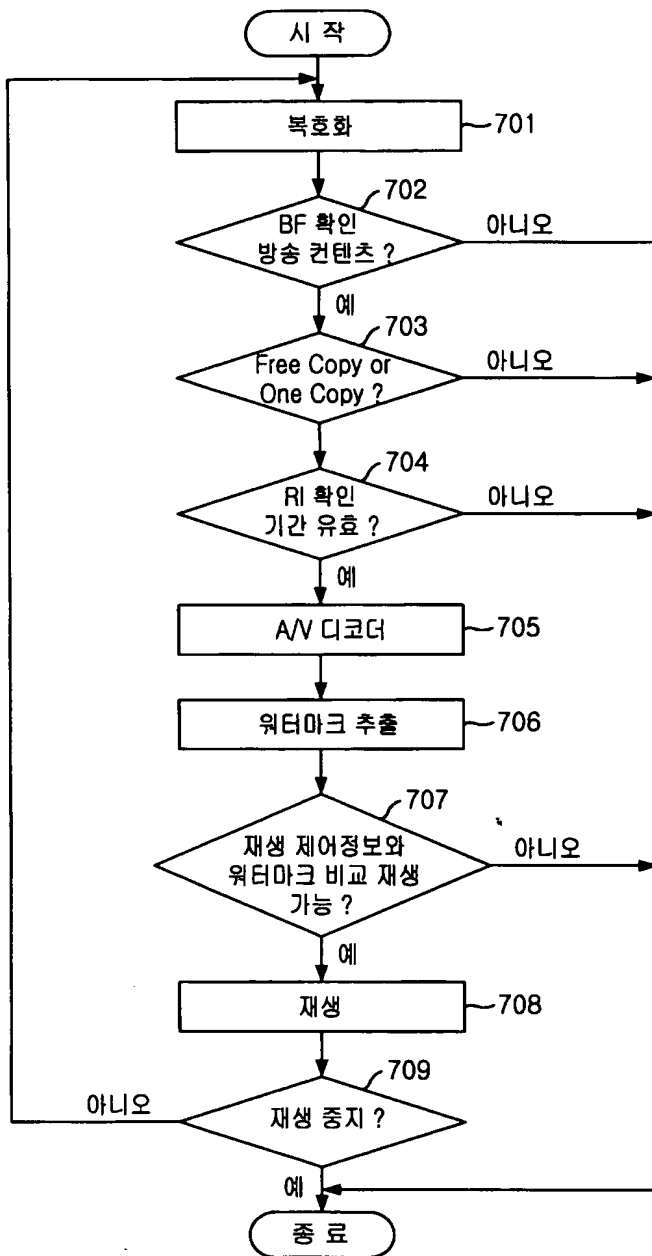 시 작
복호화
701
702
BF 확인
방송 컨텐츠 ?
아니오
예
703
Free Copy or
One Copy ?
아니오
704
RI 확인
기간 유효 ?
아니오
예
A/V 디코더
705
워터마크 추출
706
707
재생 제어정보와
워터마크 비교 재생
가능 ?
아니오
예
재생
708
709
재생 중지 ?
아니오
예
종 료